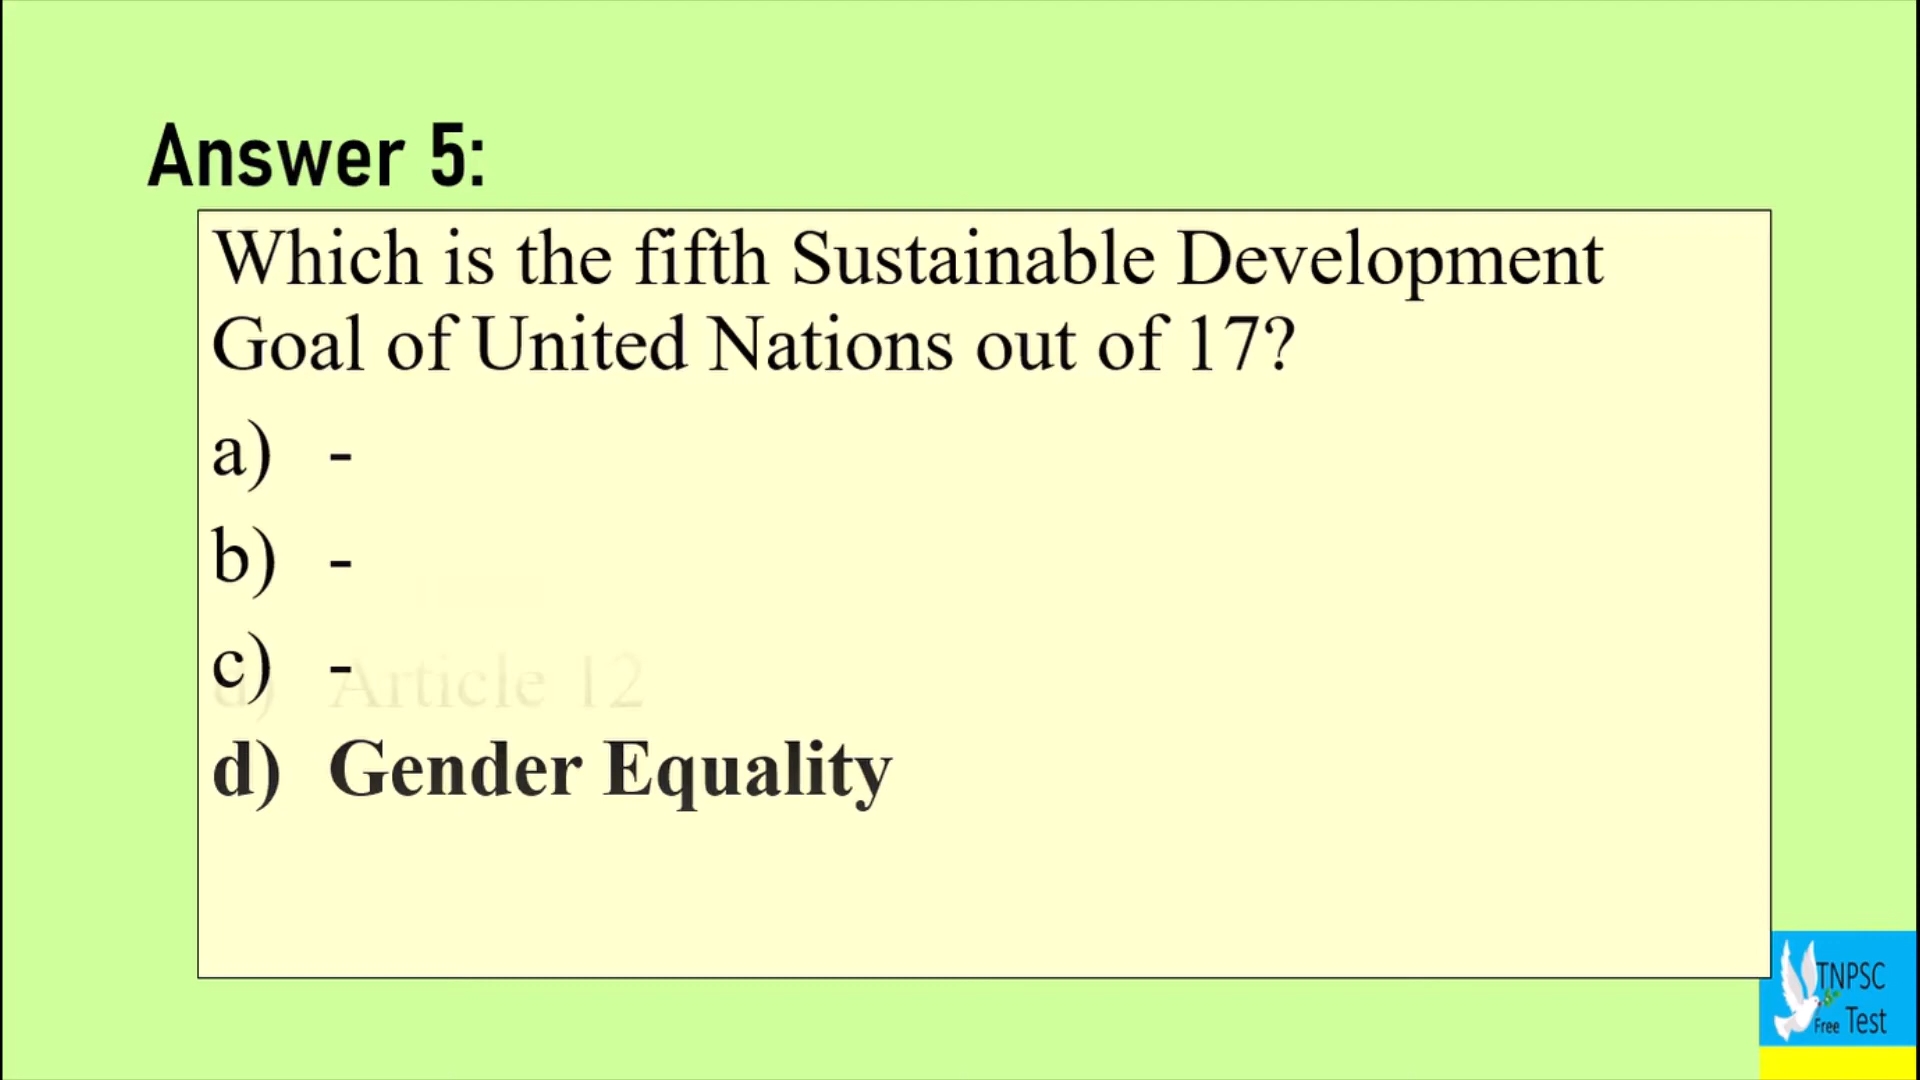 Answer 5:
Which is the fifth Sustainable Development
Goal of United Nations out of 17?
a) -
b) -
c) -
d) Article 12
d) Gender Equality
TNPSC
Free Test